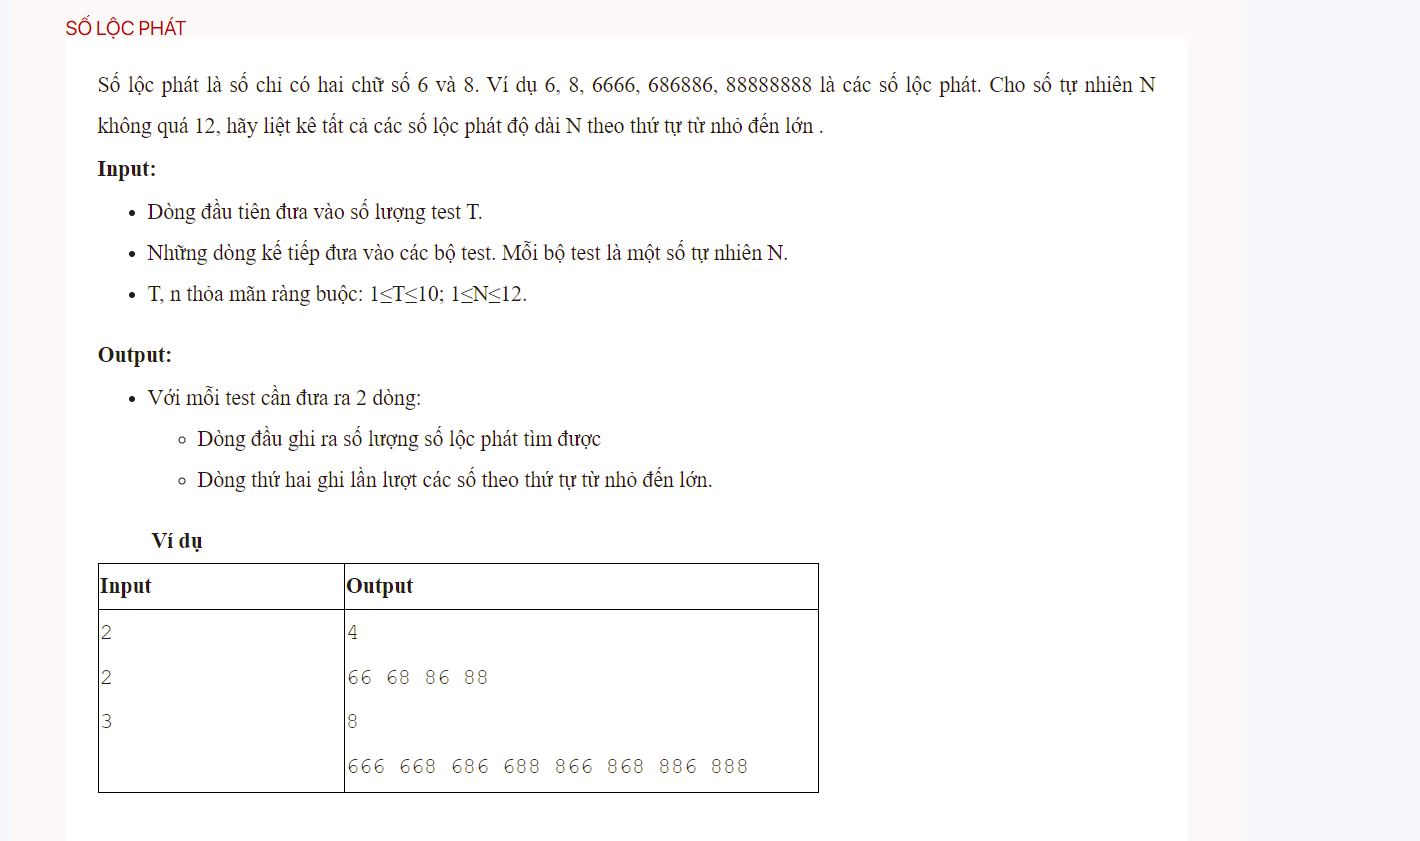 SỐ LỘC PHÁT
Số lộc phát là số chỉ có hai chữ số 6 và 8. Ví dụ 6, 8, 6666, 686886, 88888888 là các số lộc phát. Cho số tự nhiên N
không quá 12, hãy liệt kê tất cả các số lộc phát độ dài N theo thứ tự từ nhỏ đến lớn .
Input:
• Dòng đầu tiên đưa vào số lượng test T.
• Những dòng kế tiếp đưa vào các bộ test. Mỗi bộ test là một số tự nhiên N.
• T, n thỏa mãn ràng buộc: 1≤T≤10; 1≤N≤12.
Output:
• Với mỗi test cần đưa ra 2 dòng:
○ Dòng đầu ghi ra số lượng số lộc phát tìm được
○ Dòng thứ hai ghi lần lượt các số theo thứ tự từ nhỏ đến lớn.
Ví dụ
Input Output
2 4
2 66 68 86 88
3 8
666 668 686 688 866 868 886 888